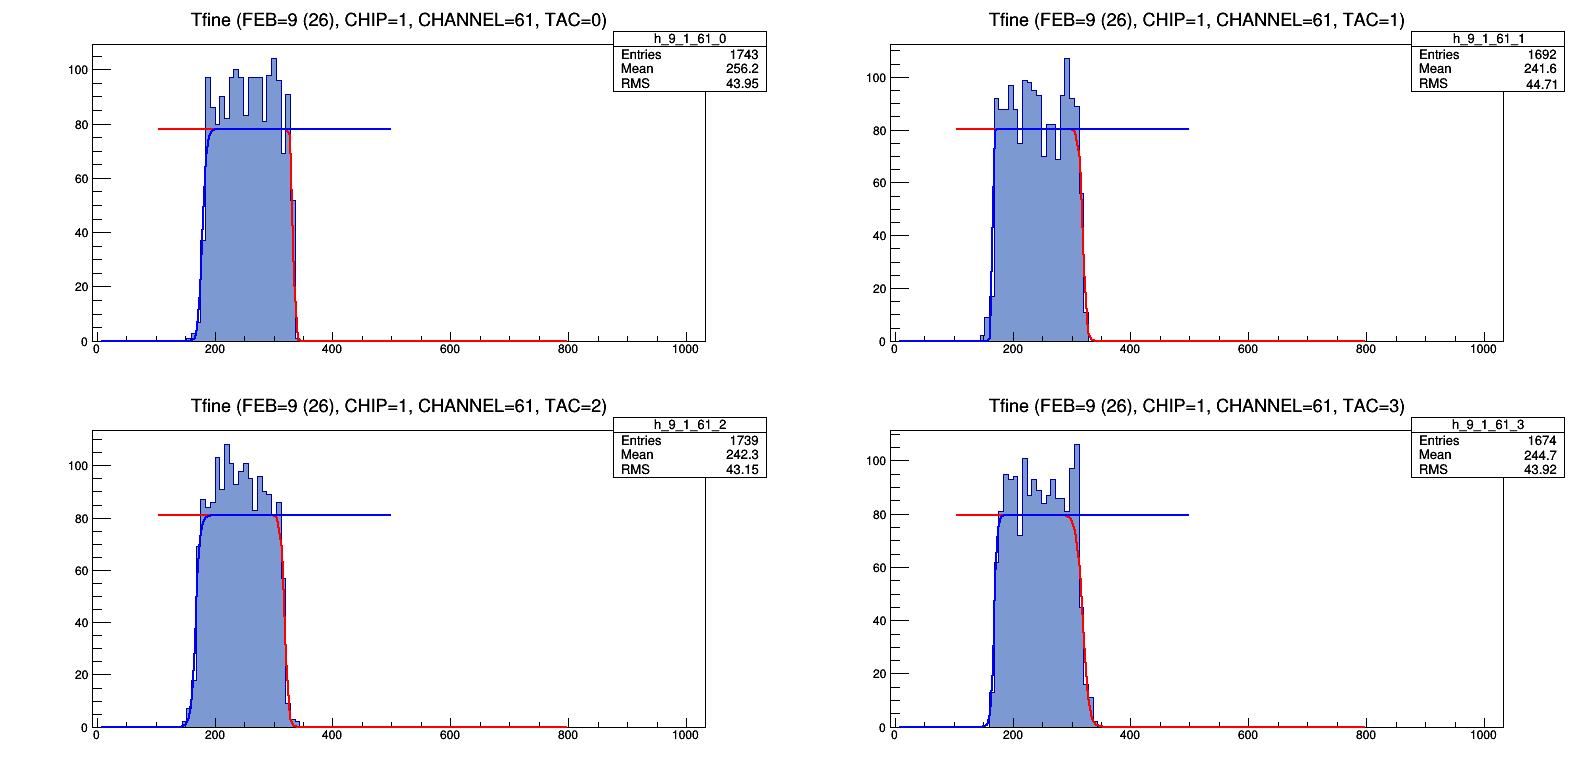 Tfine (FEB=9 (26), CHIP=1, CHANNEL=61, TAC=0)
h_9_1_61_0
Entries 1743
Mean 256.2
RMS 43.95
100
80
60
40
20
0
0 200 400 600 800 1000
Tfine (FEB=9 (26), CHIP=1, CHANNEL=61, TAC=1)
h_9_1_61_1
Entries 1692
Mean 241.6
RMS 44.71
100
80
60
40
20
0
0 200 400 600 800 1000
Tfine (FEB=9 (26), CHIP=1, CHANNEL=61, TAC=2)
h_9_1_61_2
Entries 1739
Mean 242.3
RMS 43.15
100
80
60
40
20
0
0 200 400 600 800 1000
Tfine (FEB=9 (26), CHIP=1, CHANNEL=61, TAC=3)
h_9_1_61_3
Entries 1674
Mean 244.7
RMS 43.92
100
80
60
40
20
0
0 200 400 600 800 1000